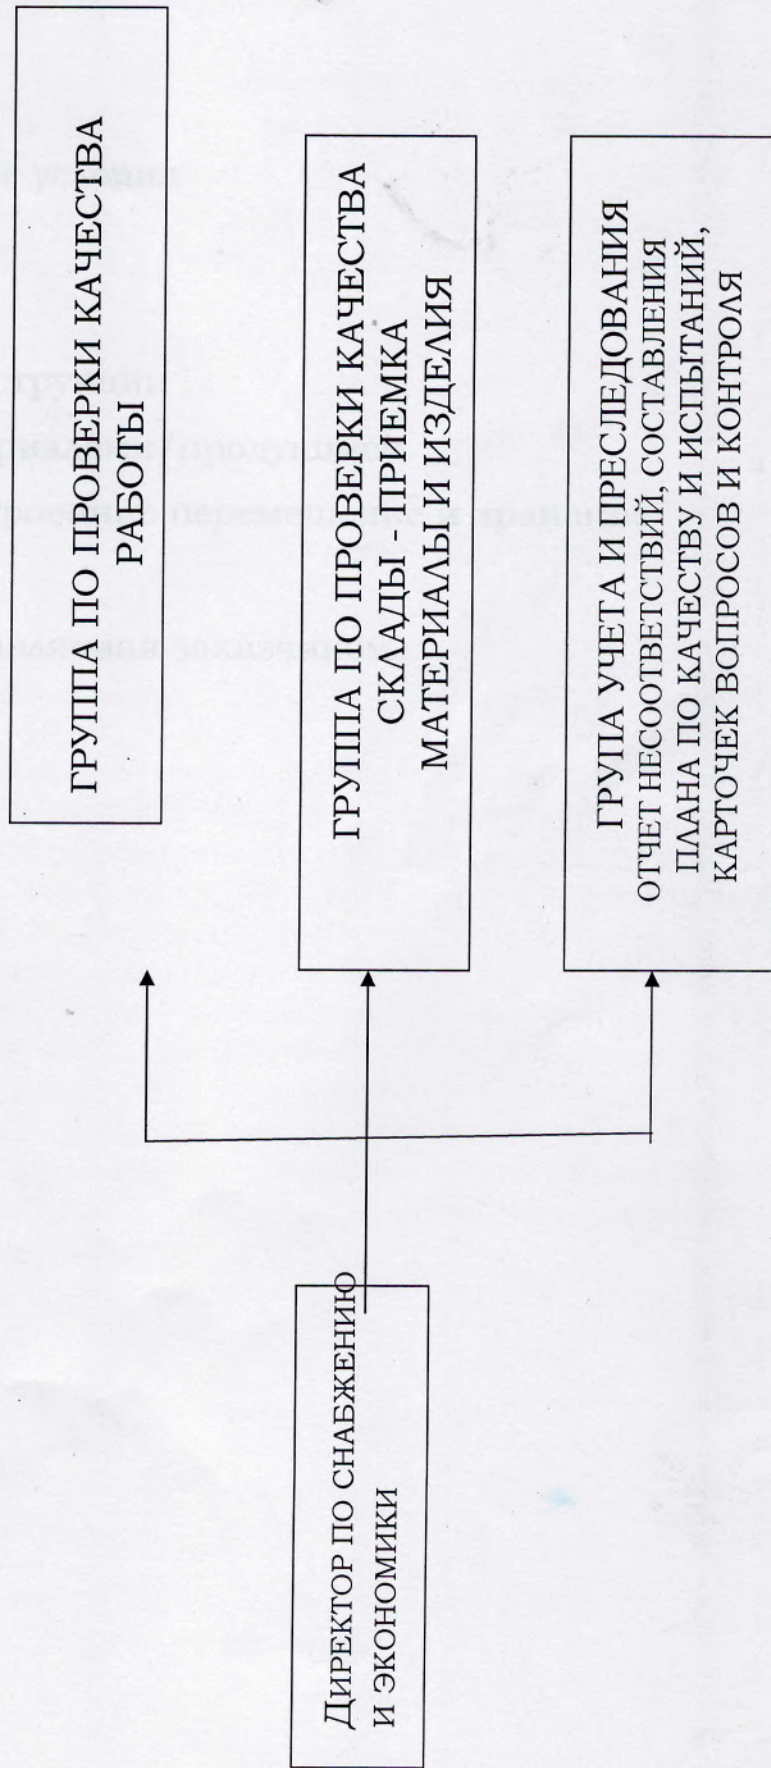 Директор по снабжению
и экономики
ГРУППА ПО ПРОВЕРИ КАЧЕСТВА
РАБОТЫ
ГРУППА ПО ПРОВЕРКИ КАЧЕСТВА
СКЛАДЫ - ПРИЕМКА
МАТЕРИАЛЫ И ИЗДЕЛИЯ
ГРУПА УЧЕТА И ПРЕСЛЕДОВАНИЯ
ОТЧЕТ НЕСООТВЕТСТВИЙ, СОСТАВЛЕНИЯ
ПЛАНА ПО КАЧЕСТВУ И ИСПЫТАНИЙ,
КАРТОЧЕК ВОПРОСОВ И КОНТРОЛЯ